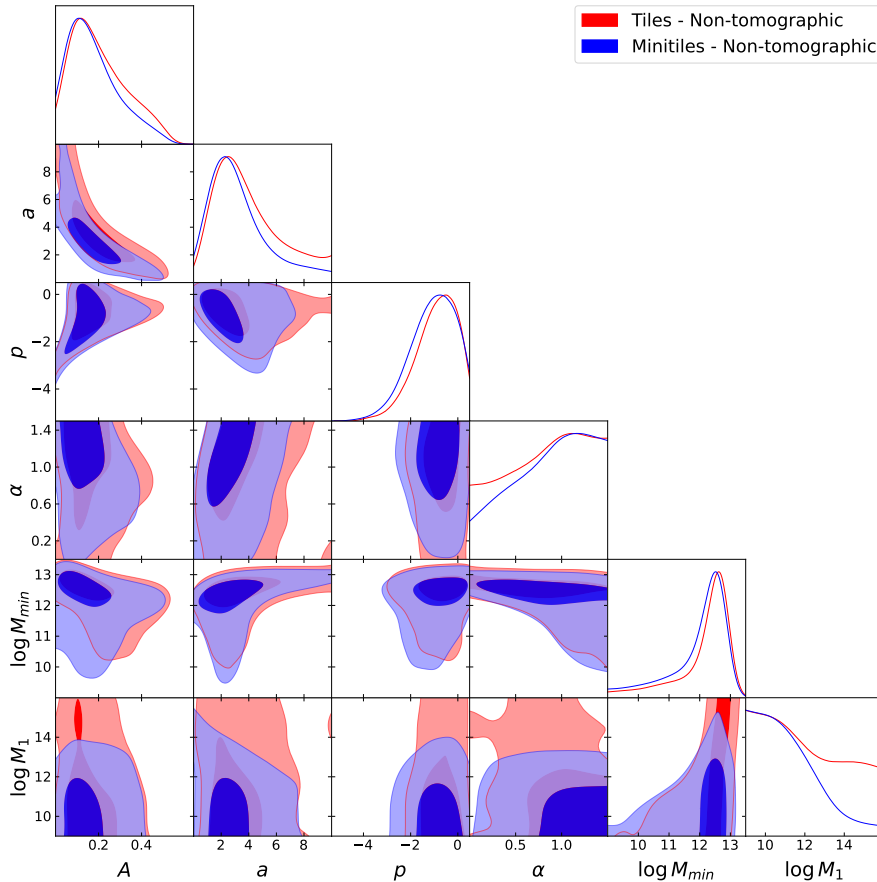 Tiles - Non-tomographic
Minitiles - Non-tomographic
8
6
4
2
a
0
−2
−4
p
1.4
1.0
0.6
0.2
α
13
12
11
10
log M_min
14
12
10
log M_1
0.2 0.4
2 4 6 8
−4 −2 0
0.5 1.0
10 11 12 13
10 12 14
A
a
p
α
log M_min
log M_1